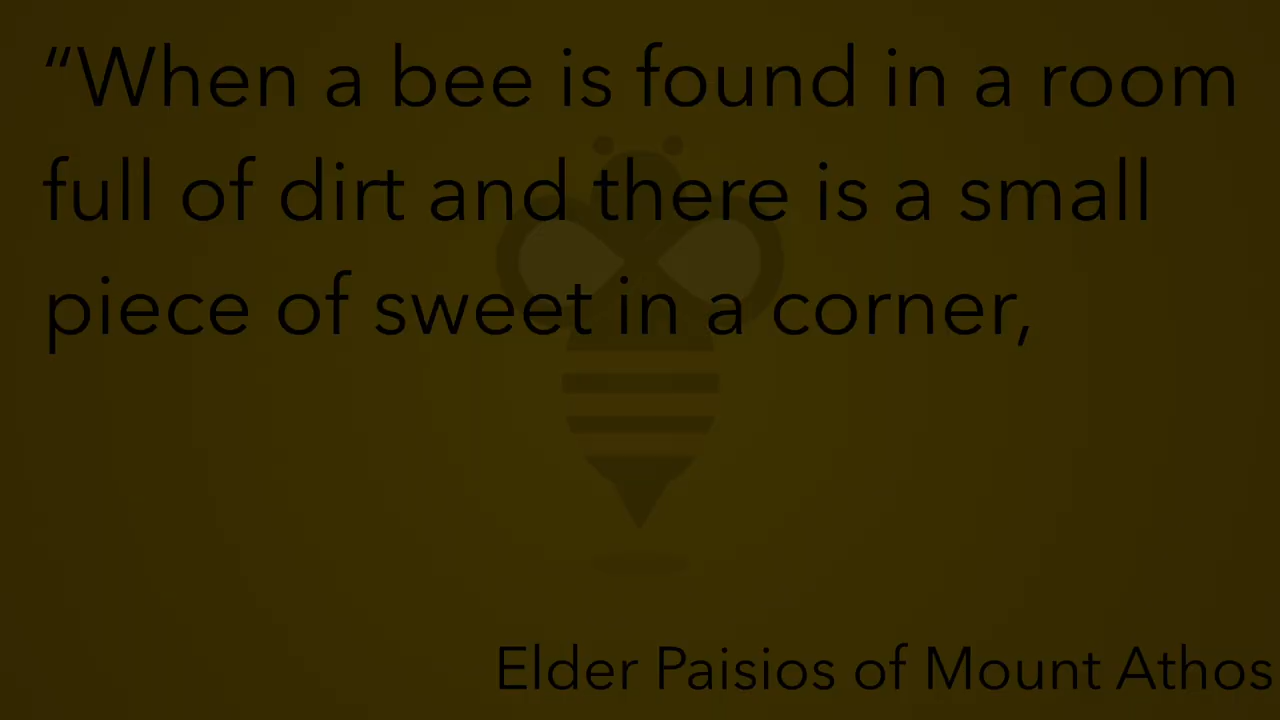 “When a bee is found in a room
full of dirt and there is a small
piece of sweet in a corner,
Elder Paisios of Mount Athos